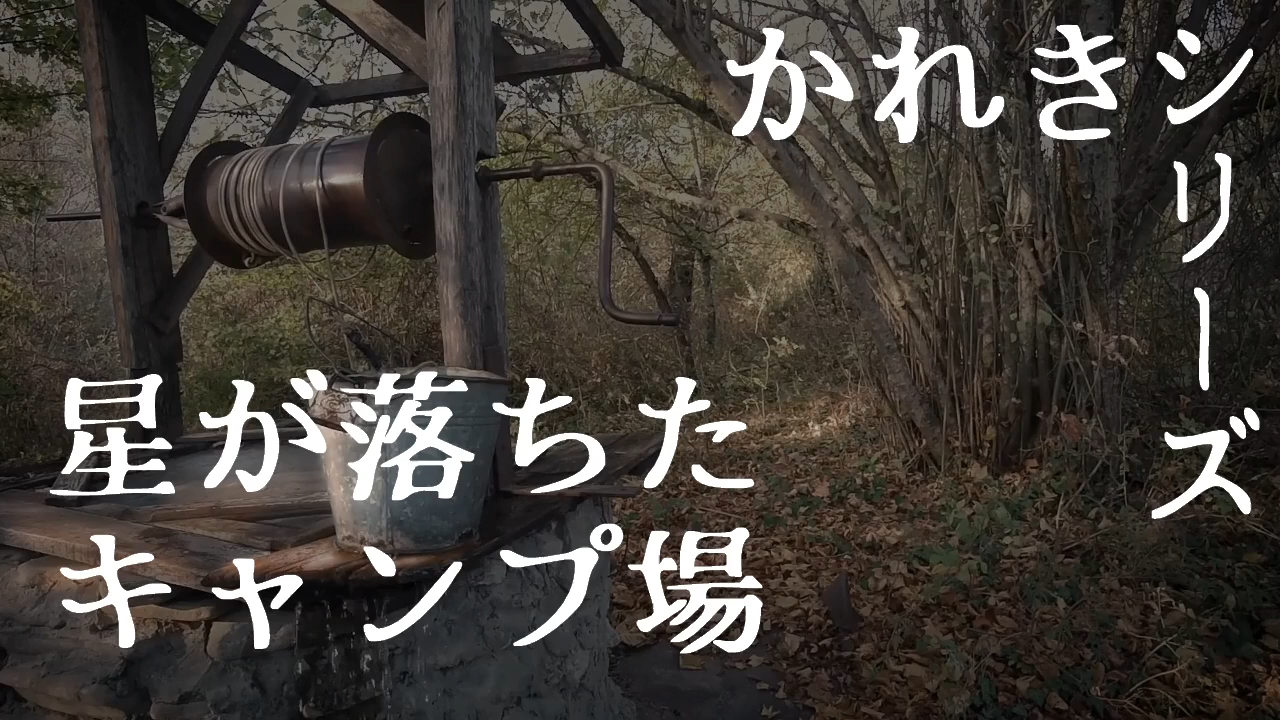 かれきシリーズ
星が落ちた
キャンプ場